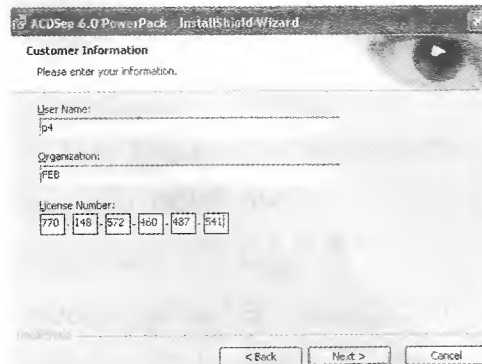 ACDSee 6.0 PowerPack - InstallShield Wizard
Customer Information
Please enter your information.
User Name:
p4
Organization:
FEB
License Number:
770 - 148 - 572 - 460 - 487 - 541
InstallShield
< Back Next > Cancel